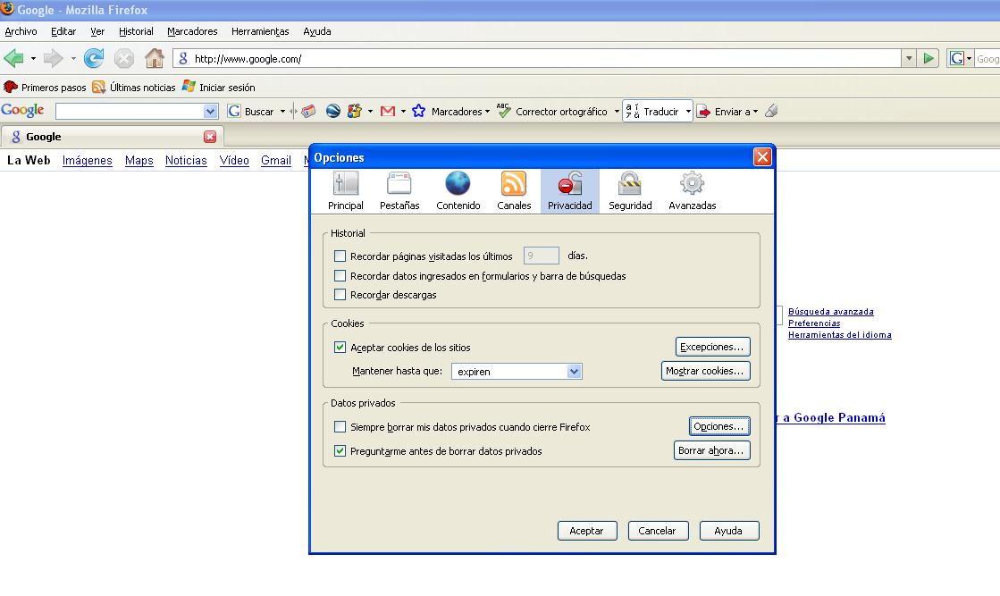 Google - Mozilla Firefox
Archivo Editar Ver Historial Marcadores Herramientas Ayuda
http://www.google.com/ G Goog
Primeros pasos Últimas noticias Iniciar sesión
Google G Buscar Marcadores ABC Corrector ortográfico Traducir Enviar a
Google
La Web Imágenes Maps Noticias Vídeo Gmail
Opciones
Principal Pestañas Contenido Canales Privacidad Seguridad Avanzadas
Historial
Recordar páginas visitadas los últimos 9 días.
Recordar datos ingresados en formularios y barra de búsquedas
Recordar descargas
Cookies
Aceptar cookies de los sitios Excepciones...
Mantener hasta que: expiren Mostrar cookies...
Datos privados
Siempre borrar mis datos privados cuando cierre Firefox Opciones...
Preguntarme antes de borrar datos privados Borrar ahora...
Aceptar Cancelar Ayuda
Búsqueda avanzada
Preferencias
Herramientas del idioma
r a Google Panamá